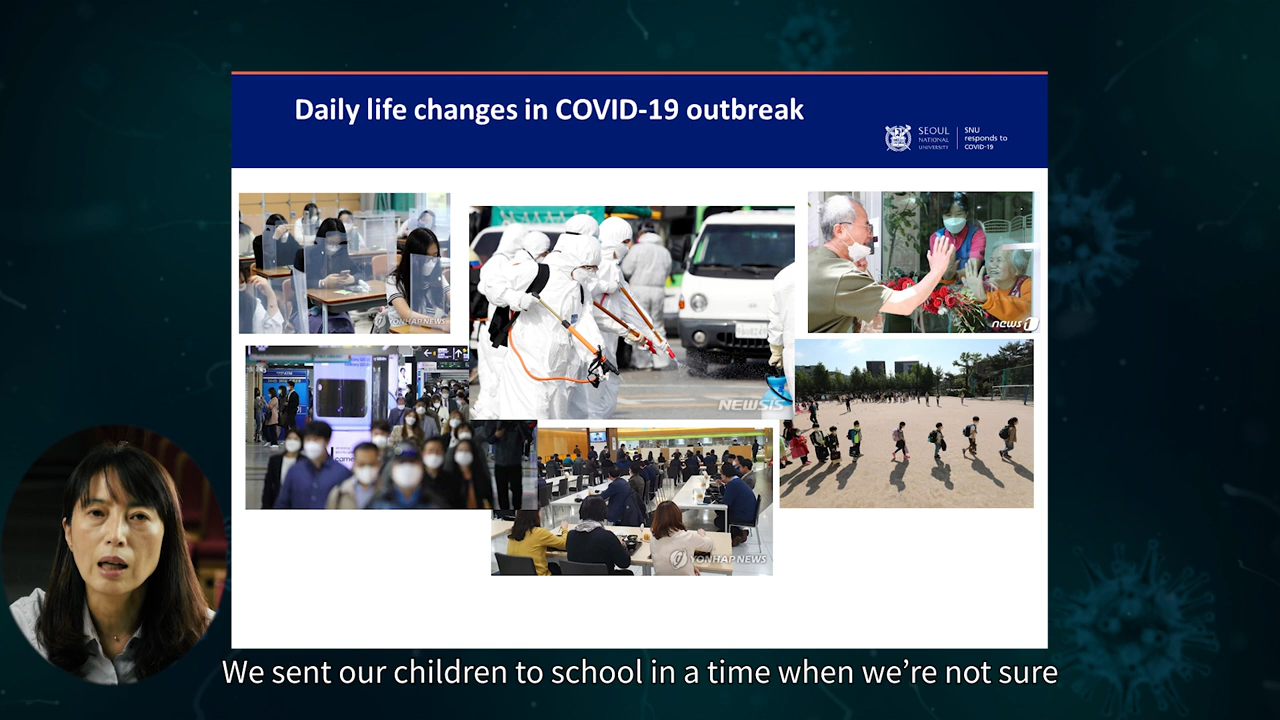 Daily life changes in COVID-19 outbreak
SEOUL
NATIONAL
UNIVERSITY
SNU
responds to
COVID-19
YONHAP NEWS
NEWSIS
news1
YONHAP NEWS
We sent our children to school in a time when we’re not sure